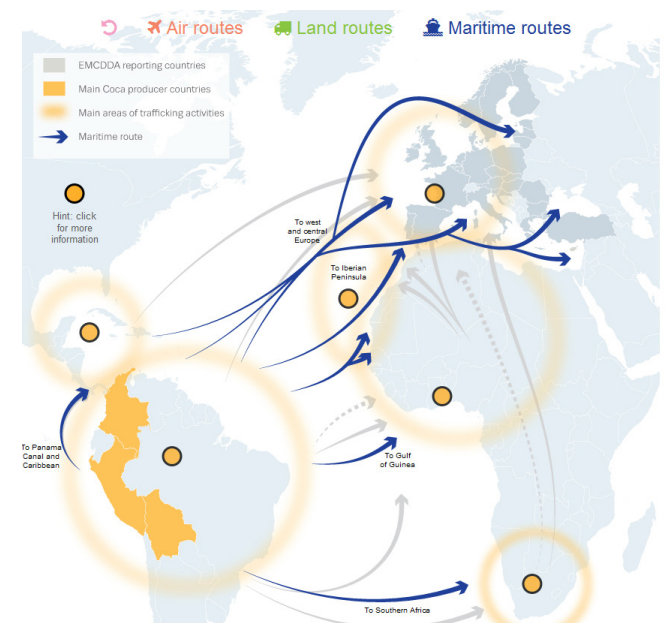 Air routes
Land routes
Maritime routes
EMCDDA reporting countries
Main Coca producer countries
Main areas of trafficking activities
Maritime route
Hint: click
for more
information
To west
and central
Europe
To Iberian
Peninsula
To Panama
Canal and
Caribbean
To Gulf
of Guinea
To Southern Africa